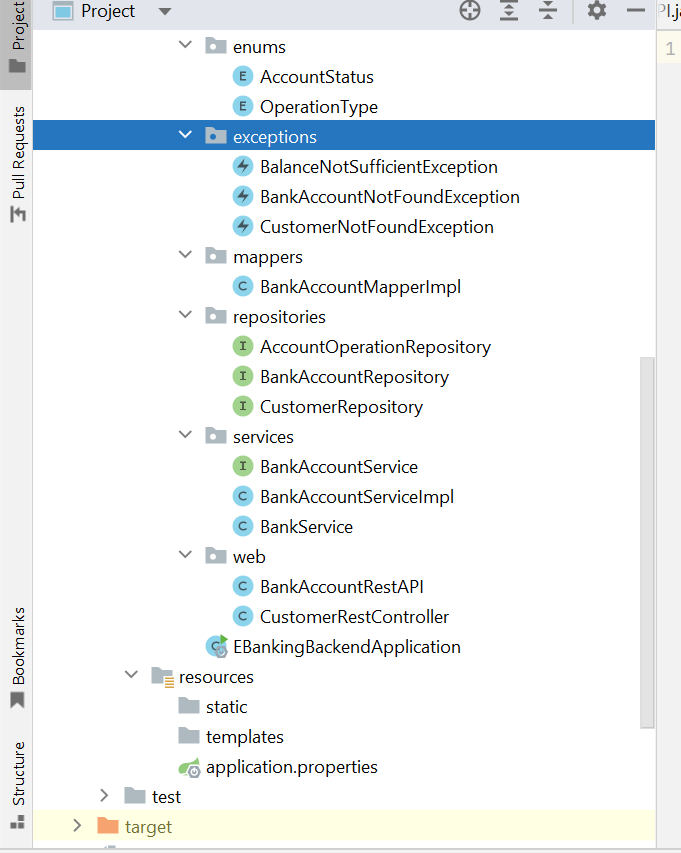 Project
PI.ja
1
enums
E AccountStatus
E OperationType
exceptions
BalanceNotSufficientException
BankAccountNotFoundException
CustomerNotFoundException
mappers
C BankAccountMapperImpl
repositories
I AccountOperationRepository
I BankAccountRepository
I CustomerRepository
services
I BankAccountService
C BankAccountServiceImpl
C BankService
web
C BankAccountRestAPI
C CustomerRestController
EBankingBackendApplication
resources
static
templates
application.properties
test
target
Project
Pull Requests
Bookmarks
Structure